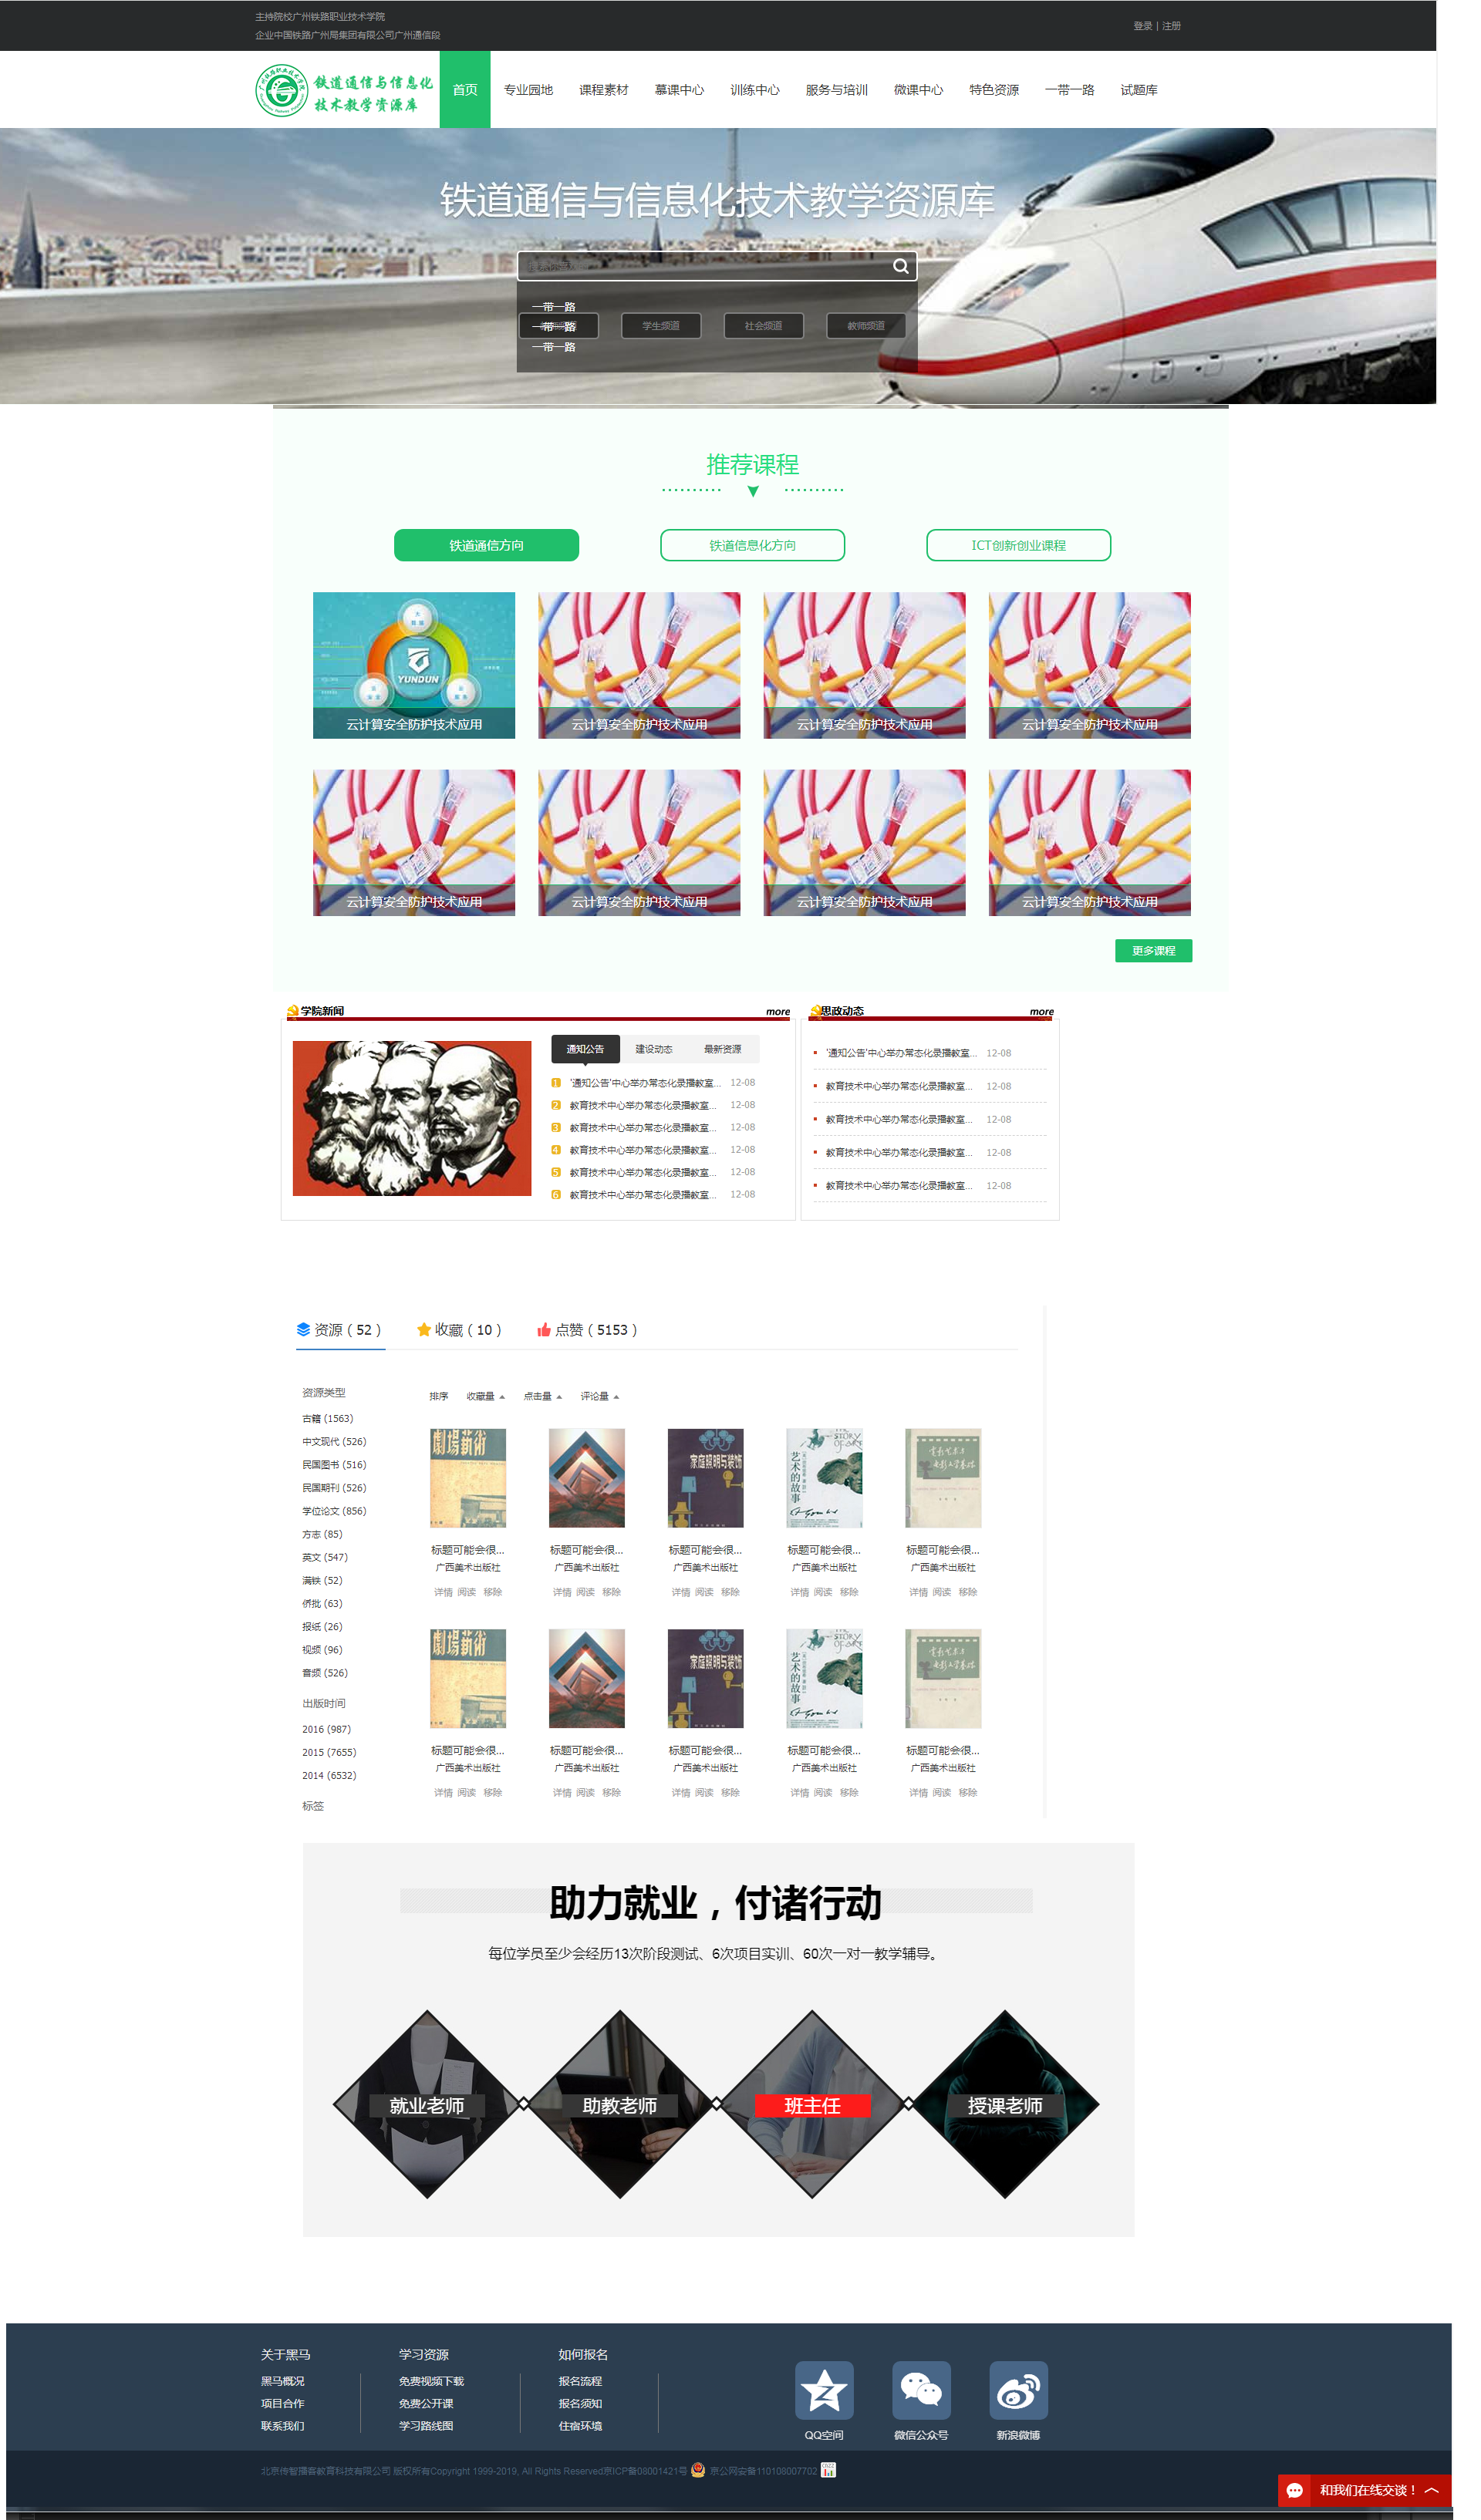 主持院校广州铁路职业技术学院
企业中国铁路广州局集团有限公司广州通信段
登录 | 注册
铁道通信与信息化
技术教学资源库
首页 专业园地 课程素材 慕课中心 训练中心 服务与培训 微课中心 特色资源 一带一路 试题库
铁道通信与信息化技术教学资源库
一带一路
一带一路
学生频道 社会频道 教师频道
一带一路
推荐课程
铁道通信方向 铁道信息化方向 ICT创新创业课程
YUNDUN
云计算安全防护技术应用 云计算安全防护技术应用 云计算安全防护技术应用 云计算安全防护技术应用
云计算安全防护技术应用 云计算安全防护技术应用 云计算安全防护技术应用 云计算安全防护技术应用
更多课程
学院新闻 more
通知公告 建设动态 最新资源
1 '通知公告'中心举办常态化录播教室... 12-08
2 教育技术中心举办常态化录播教室... 12-08
3 教育技术中心举办常态化录播教室... 12-08
4 教育技术中心举办常态化录播教室... 12-08
5 教育技术中心举办常态化录播教室... 12-08
6 教育技术中心举办常态化录播教室... 12-08
思政动态 more
'通知公告'中心举办常态化录播教室... 12-08
教育技术中心举办常态化录播教室... 12-08
教育技术中心举办常态化录播教室... 12-08
教育技术中心举办常态化录播教室... 12-08
教育技术中心举办常态化录播教室... 12-08
资源（52） 收藏（10） 点赞（5153）
资源类型
古籍 (1563)
中文现代 (526)
民国图书 (516)
民国期刊 (526)
学位论文 (856)
方志 (85)
英文 (547)
满铁 (52)
侨批 (63)
报纸 (26)
视频 (96)
音频 (526)
出版时间
2016 (987)
2015 (7655)
2014 (6532)
标签
排序 收藏量 点击量 评论量
劇場藝術 家庭照明与装饰 THE STORY OF ART 艺术的故事
标题可能会很... 标题可能会很... 标题可能会很... 标题可能会很... 标题可能会很...
广西美术出版社 广西美术出版社 广西美术出版社 广西美术出版社 广西美术出版社
详情 阅读 移除 详情 阅读 移除 详情 阅读 移除 详情 阅读 移除 详情 阅读 移除
劇場藝術 家庭照明与装饰 THE STORY OF ART 艺术的故事
标题可能会很... 标题可能会很... 标题可能会很... 标题可能会很... 标题可能会很...
广西美术出版社 广西美术出版社 广西美术出版社 广西美术出版社 广西美术出版社
详情 阅读 移除 详情 阅读 移除 详情 阅读 移除 详情 阅读 移除 详情 阅读 移除
助力就业，付诸行动
每位学员至少会经历13次阶段测试、6次项目实训、60次一对一教学辅导。
就业老师 助教老师 班主任 授课老师
关于黑马
黑马概况
项目合作
联系我们
学习资源
免费视频下载
免费公开课
学习路线图
如何报名
报名流程
报名须知
住宿环境
QQ空间 微信公众号 新浪微博
北京传智播客教育科技有限公司 版权所有Copyright 1999-2019, All Rights Reserved京ICP备08001421号 京公网安备110108007702
和我们在线交谈！